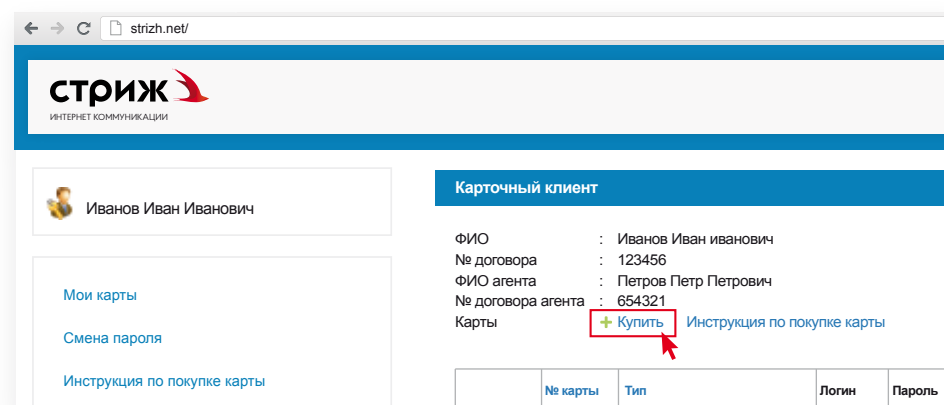 strizh.net/
стриж
ИНТЕРНЕТ КОММУНИКАЦИИ
Иванов Иван Иванович
Мои карты
Смена пароля
Инструкция по покупке карты
Карточный клиент
ФИО : Иванов Иван иванович
№ договора : 123456
ФИО агента : Петров Петр Петрович
№ договора агента : 654321
Карты + Купить Инструкция по покупке карты
№ карты Тип Логин Пароль